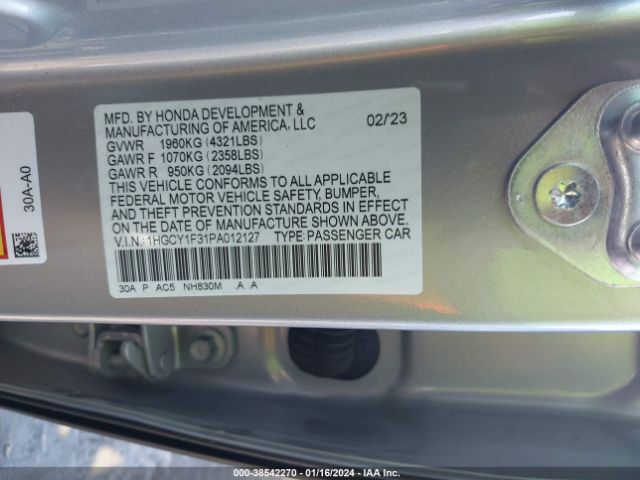 MFD. BY HONDA DEVELOPMENT &
MANUFACTURING OF AMERICA, LLC 02/23
GVWR 1960KG (4321LBS)
GAWR F 1070KG (2358LBS)
GAWR R 950KG (2094LBS)
THIS VEHICLE CONFORMS TO ALL APPLICABLE
FEDERAL MOTOR VEHICLE SAFETY BUMPER,
AND THEFT PREVENTION STANDARDS IN EFFECT
ON THE DATE OF MANUFACTURE SHOWN ABOVE.
V.I.N.: 1HGCY1F31PA012127 TYPE: PASSENGER CAR
30A P AC5 NH830M .A .A
30A-A0
000-38542270 - 01/16/2024 - IAA Inc.